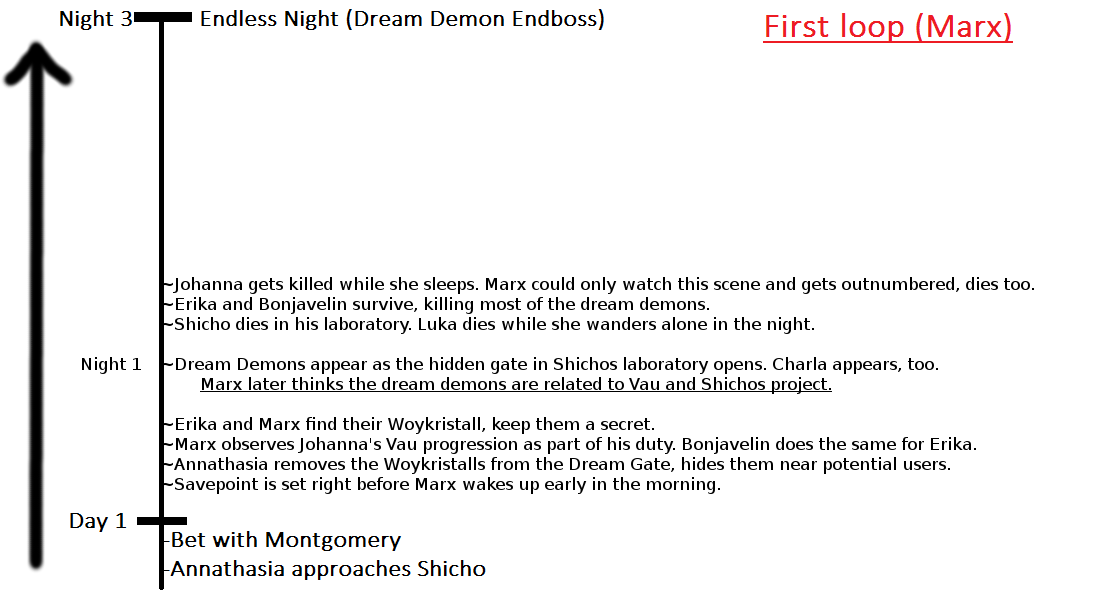 Night 3
Endless Night (Dream Demon Endboss)
First loop (Marx)
~Johanna gets killed while she sleeps. Marx could only watch this scene and gets outnumbered, dies too.
~Erika and Bonjavelin survive, killing most of the dream demons.
~Shicho dies in his laboratory. Luka dies while she wanders alone in the night.
Night 1
~Dream Demons appear as the hidden gate in Shichos laboratory opens. Charla appears, too.
Marx later thinks the dream demons are related to Vau and Shichos project.
~Erika and Marx find their Woykristall, keep them a secret.
~Marx observes Johanna's Vau progression as part of his duty. Bonjavelin does the same for Erika.
~Annathasia removes the Woykristalls from the Dream Gate, hides them near potential users.
~Savepoint is set right before Marx wakes up early in the morning.
Day 1
-Bet with Montgomery
-Annathasia approaches Shicho